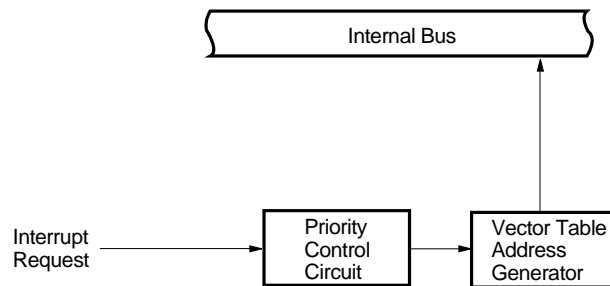 Internal Bus
Interrupt
Request
Priority
Control
Circuit
Vector Table
Address
Generator